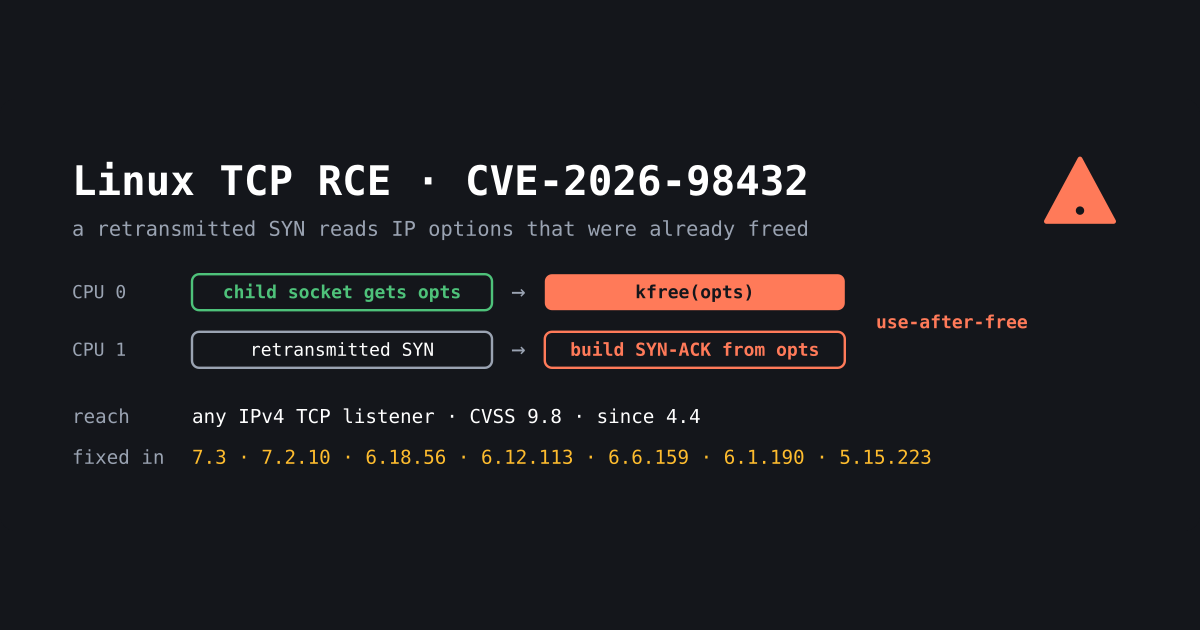 Linux TCP RCE · CVE-2026-98432
a retransmitted SYN reads IP options that were already freed
CPU 0 child socket gets opts → kfree(opts)
use-after-free
CPU 1 retransmitted SYN → build SYN-ACK from opts
reach any IPv4 TCP listener · CVSS 9.8 · since 4.4
fixed in 7.3 · 7.2.10 · 6.18.56 · 6.12.113 · 6.6.159 · 6.1.190 · 5.15.223